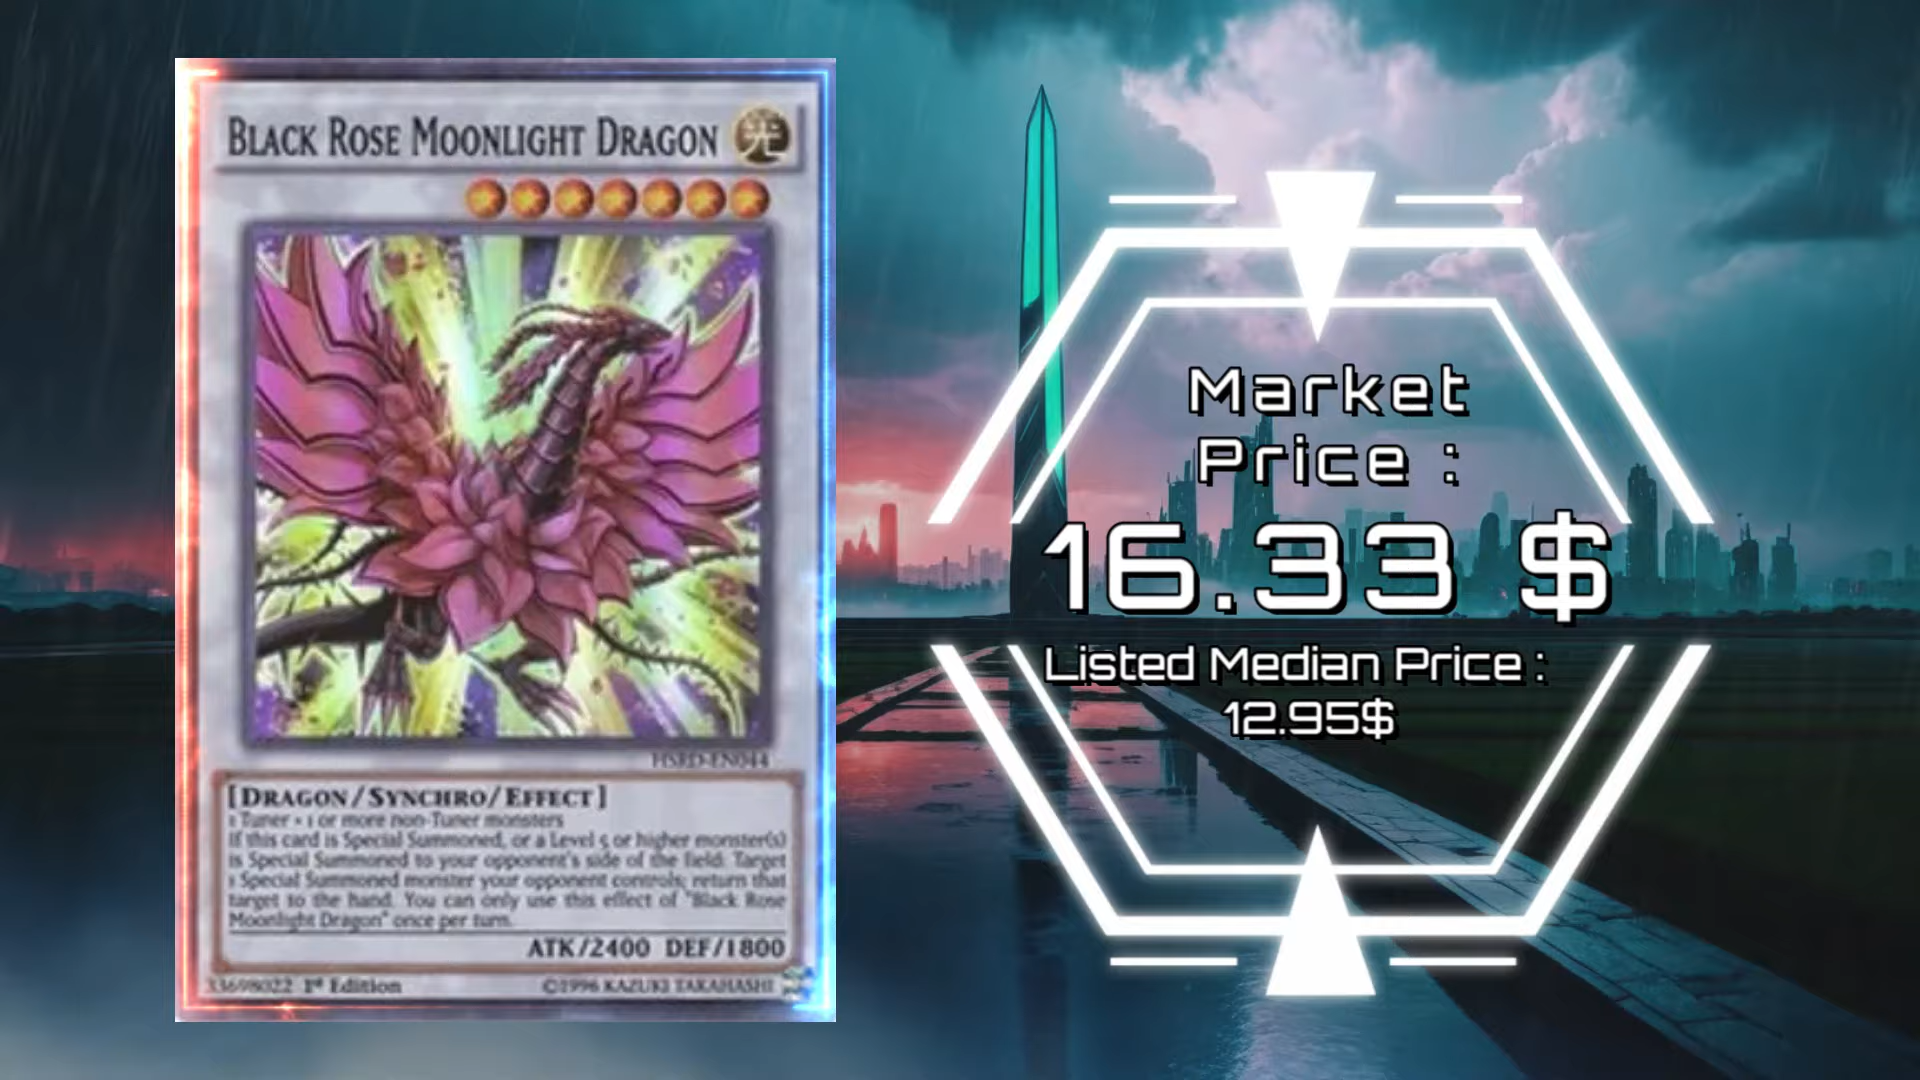 BLACK ROSE MOONLIGHT DRAGON
光
HSRD-EN044
[DRAGON/SYNCHRO/EFFECT]
1 Tuner + 1 or more non-Tuner monsters
If this card is Special Summoned, or a Level 5 or higher monster(s)
is Special Summoned to your opponent's side of the field: Target
1 Special Summoned monster your opponent controls; return that
target to the hand. You can only use this effect of "Black Rose
Moonlight Dragon" once per turn.
ATK/2400 DEF/1800
33698022 1st Edition ©1996 KAZUKI TAKAHASHI
Market
Price :
16.33 $
Listed Median Price :
12.95$